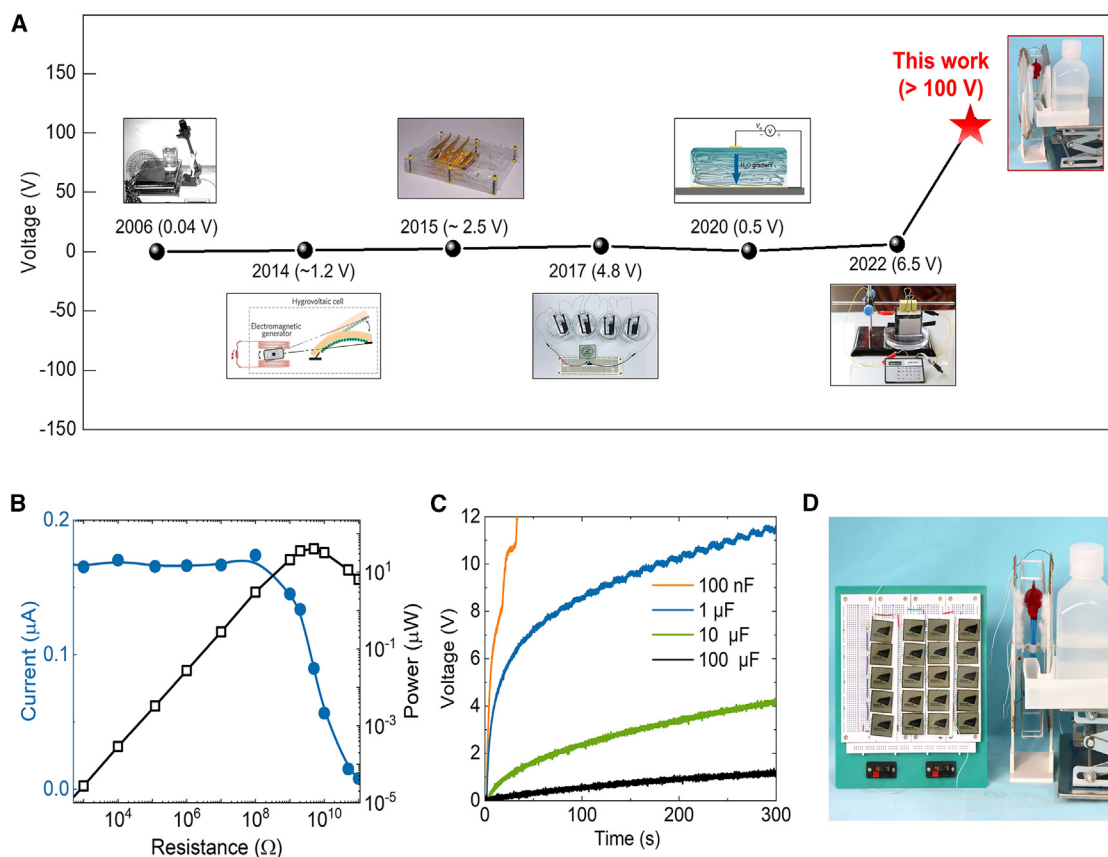 A
Voltage (V)
150
100
50
0
-50
-100
-150
This work
(> 100 V)
2006 (0.04 V)
2014 (~1.2 V)
2015 (~ 2.5 V)
2017 (4.8 V)
2020 (0.5 V)
2022 (6.5 V)
Hygrovoltaic cell
Electromagnetic
generator
H₂O gradient
V
B
Current (μA)
0.2
0.1
0.0
10⁴
10⁶
10⁸
10¹⁰
Resistance (Ω)
Power (μW)
10¹
10⁻¹
10⁻³
10⁻⁵
C
Voltage (V)
12
10
8
6
4
2
0
0
100
200
300
Time (s)
100 nF
1 μF
10 μF
100 μF
D